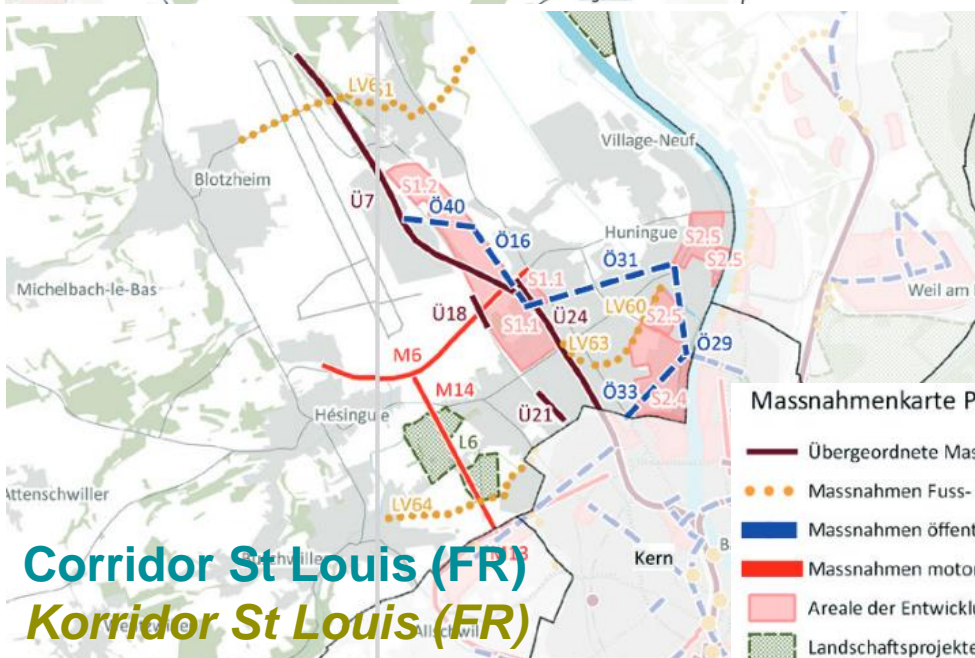 LV61
Village-Neuf
Blotzheim
S1.2
Ü7
Ö40
Ö16
Huningue
S2.5
Ö31
S2.5
Michelbach-le-Bas
S1.1
Weil am
Ü18
S1.1
Ü24
LV60
S2.5
LV63
Ö29
M6
M14
Ö33
S2.4
Hésingue
Ü21
L6
Attenschwiller
LV64
M13
Kern
Allschwil
Corridor St Louis (FR)
Korridor St Louis (FR)
Massnahmenkarte P
Übergeordnete Mas
Massnahmen Fuss-
Massnahmen öffent
Massnahmen motor
Areale der Entwicklu
Landschaftsprojekte